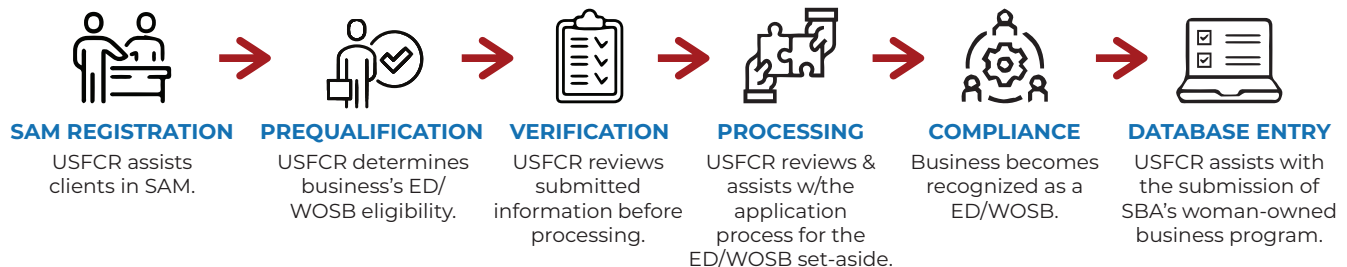 SAM REGISTRATION
USFCR assists
clients in SAM.
PREQUALIFICATION
USFCR determines
business's ED/
WOSB eligibility.
VERIFICATION
USFCR reviews
submitted
information before
processing.
PROCESSING
USFCR reviews &
assists w/the
application
process for the
ED/WOSB set-aside.
COMPLIANCE
Business becomes
recognized as a
ED/WOSB.
DATABASE ENTRY
USFCR assists with
the submission of
SBA's woman-owned
business program.